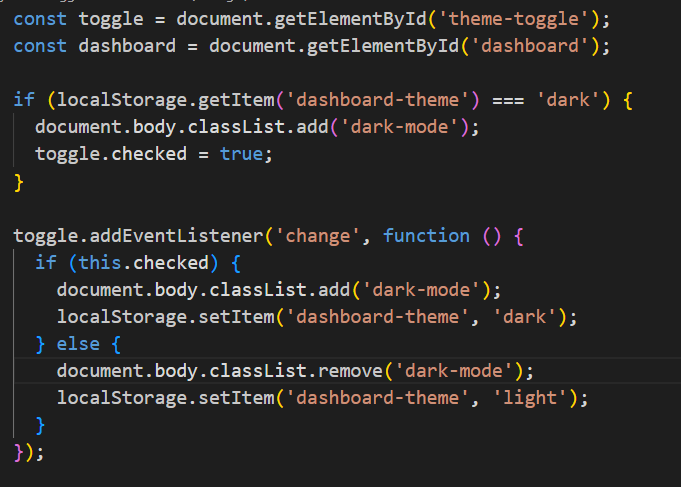 const toggle = document.getElementById('theme-toggle');
const dashboard = document.getElementById('dashboard');
if (localStorage.getItem('dashboard-theme') === 'dark') {
document.body.classList.add('dark-mode');
toggle.checked = true;
}
toggle.addEventListener('change', function () {
if (this.checked) {
document.body.classList.add('dark-mode');
localStorage.setItem('dashboard-theme', 'dark');
} else {
document.body.classList.remove('dark-mode');
localStorage.setItem('dashboard-theme', 'light');
}
});